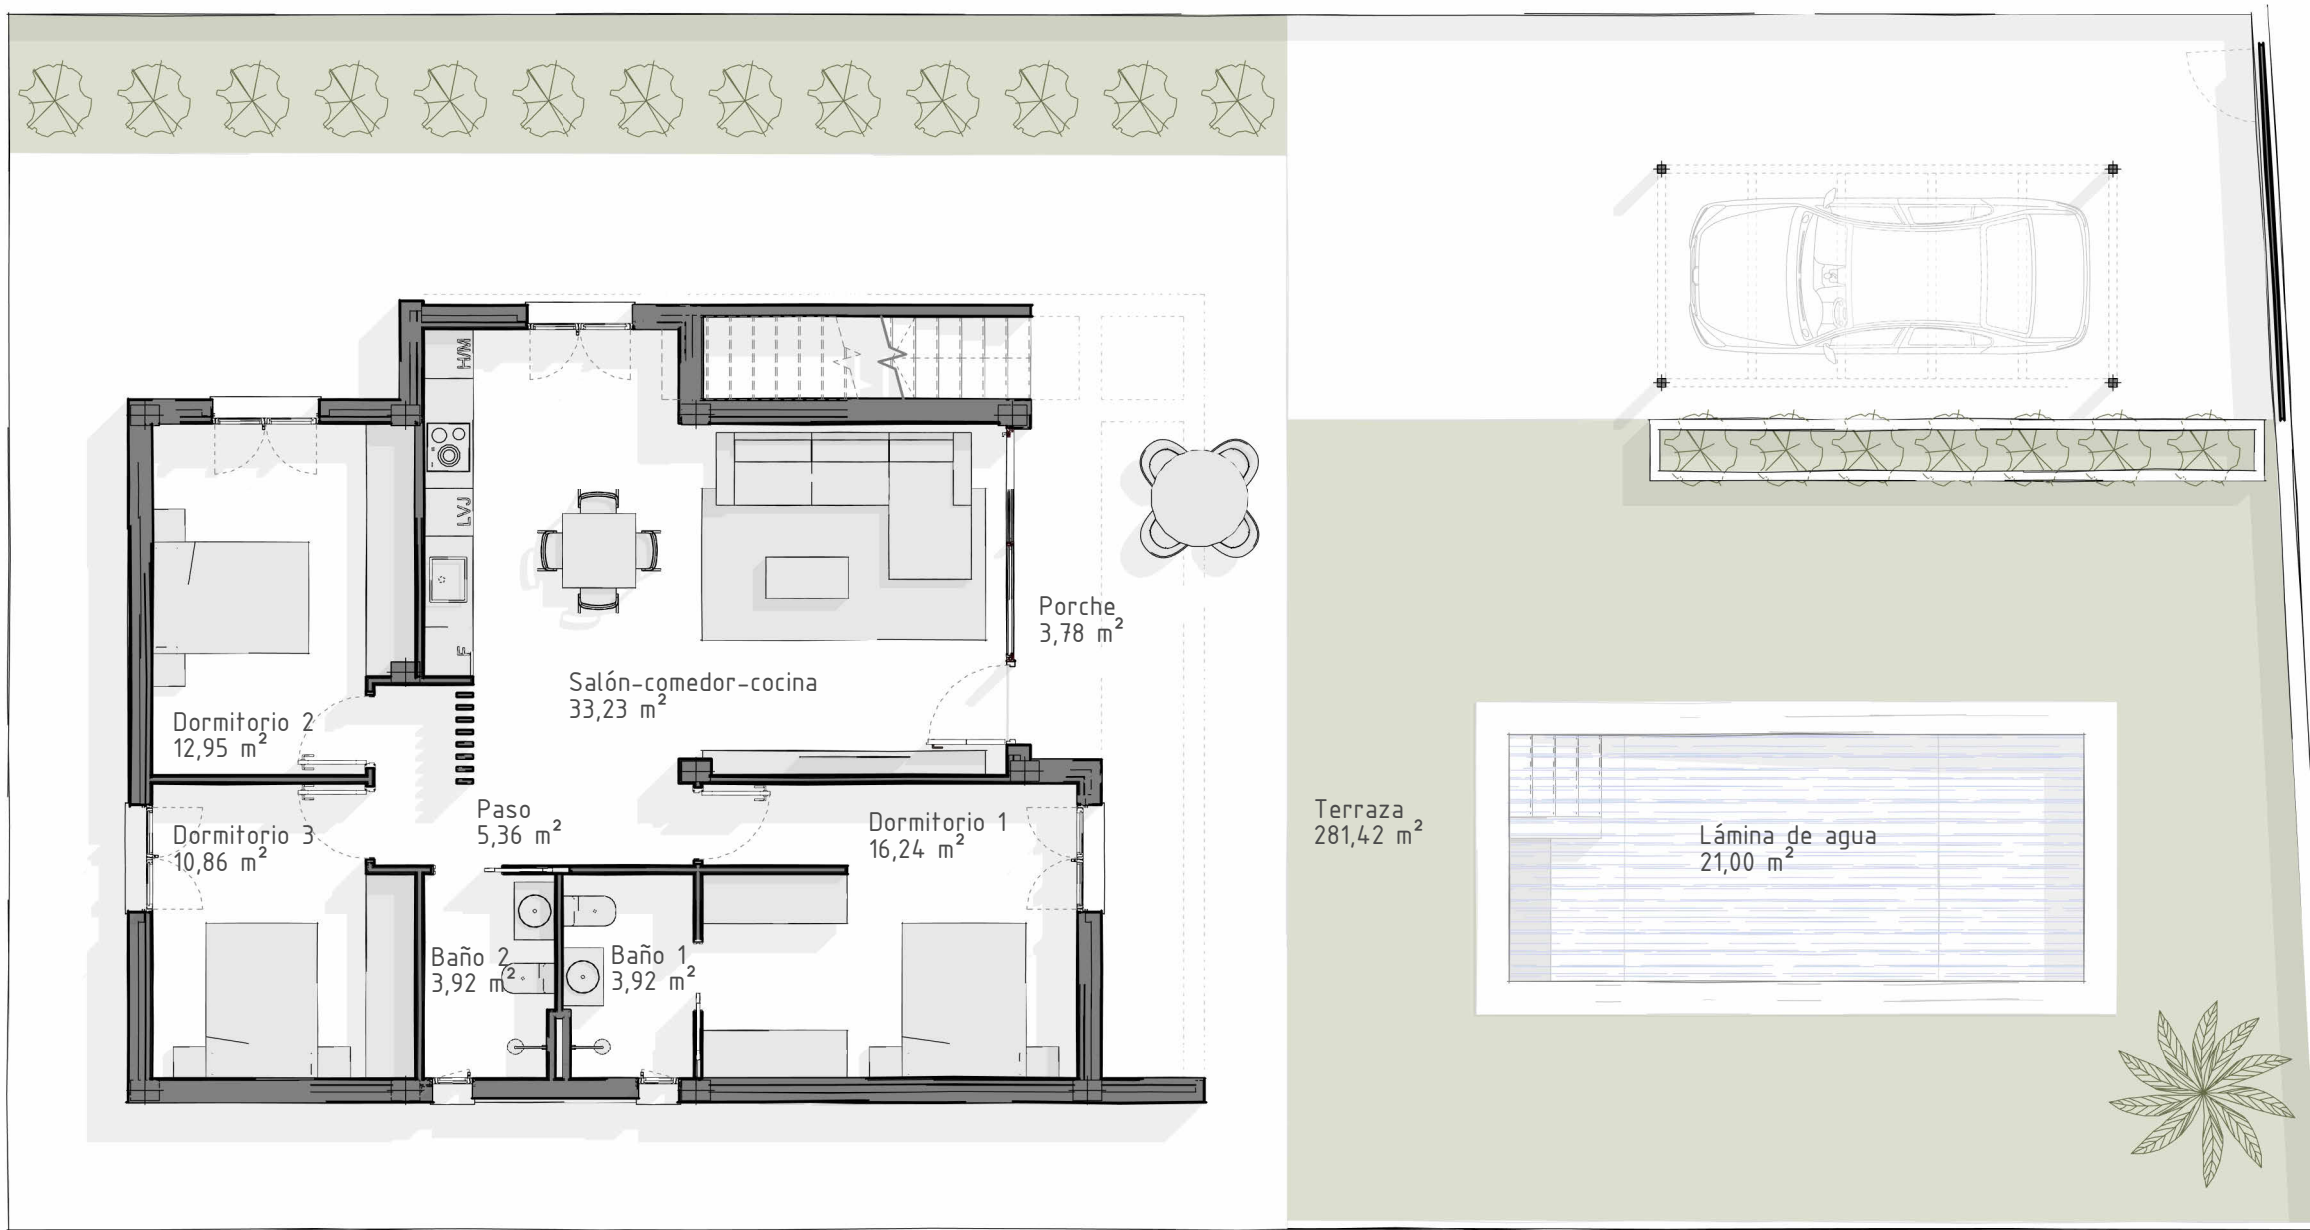 H/M
LVJ
F
Porche
3,78 m²
Salón-comedor-cocina
33,23 m²
Dormitorio 2
12,95 m²
Paso
5,36 m²
Dormitorio 1
16,24 m²
Terraza
281,42 m²
Dormitorio 3
10,86 m²
Lámina de agua
21,00 m²
Baño 2
3,92 m²
Baño 1
3,92 m²